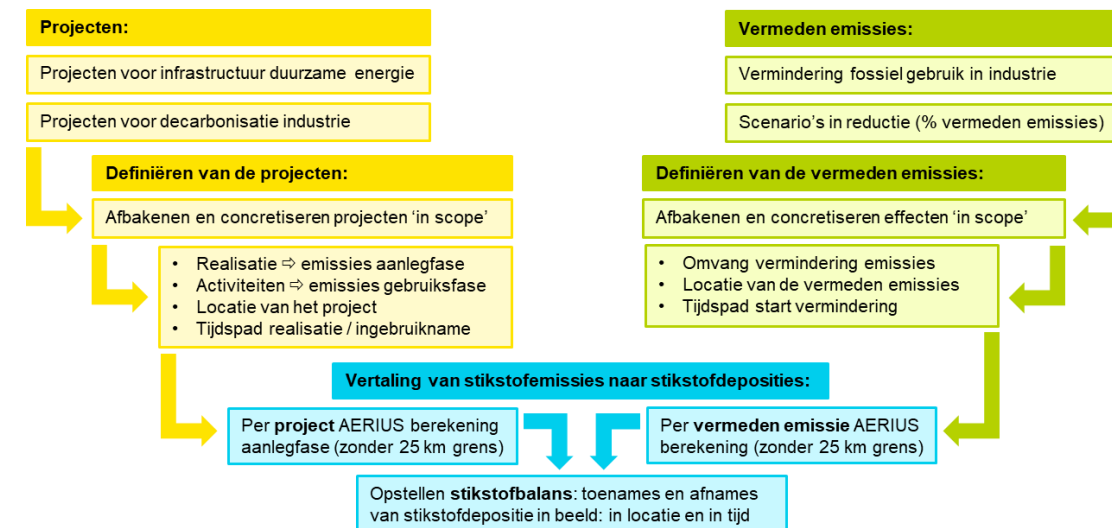 Projecten:
Projecten voor infrastructuur duurzame energie
Projecten voor decarbonisatie industrie
Definiëren van de projecten:
Afbakenen en concretiseren projecten ‘in scope’
• Realisatie ⇨ emissies aanlegfase
• Activiteiten ⇨ emissies gebruiksfase
• Locatie van het project
• Tijdspad realisatie / ingebruikname
Vermeden emissies:
Vermindering fossiel gebruik in industrie
Scenario’s in reductie (% vermeden emissies)
Definiëren van de vermeden emissies:
Afbakenen en concretiseren effecten ‘in scope’
• Omvang vermindering emissies
• Locatie van de vermeden emissies
• Tijdspad start vermindering
Vertaling van stikstofemissies naar stikstofdeposities:
Per project AERIUS berekening
aanlegfase (zonder 25 km grens)
Per vermeden emissie AERIUS
berekening (zonder 25 km grens)
Opstellen stikstofbalans: toenames en afnames
van stikstofdepositie in beeld: in locatie en in tijd